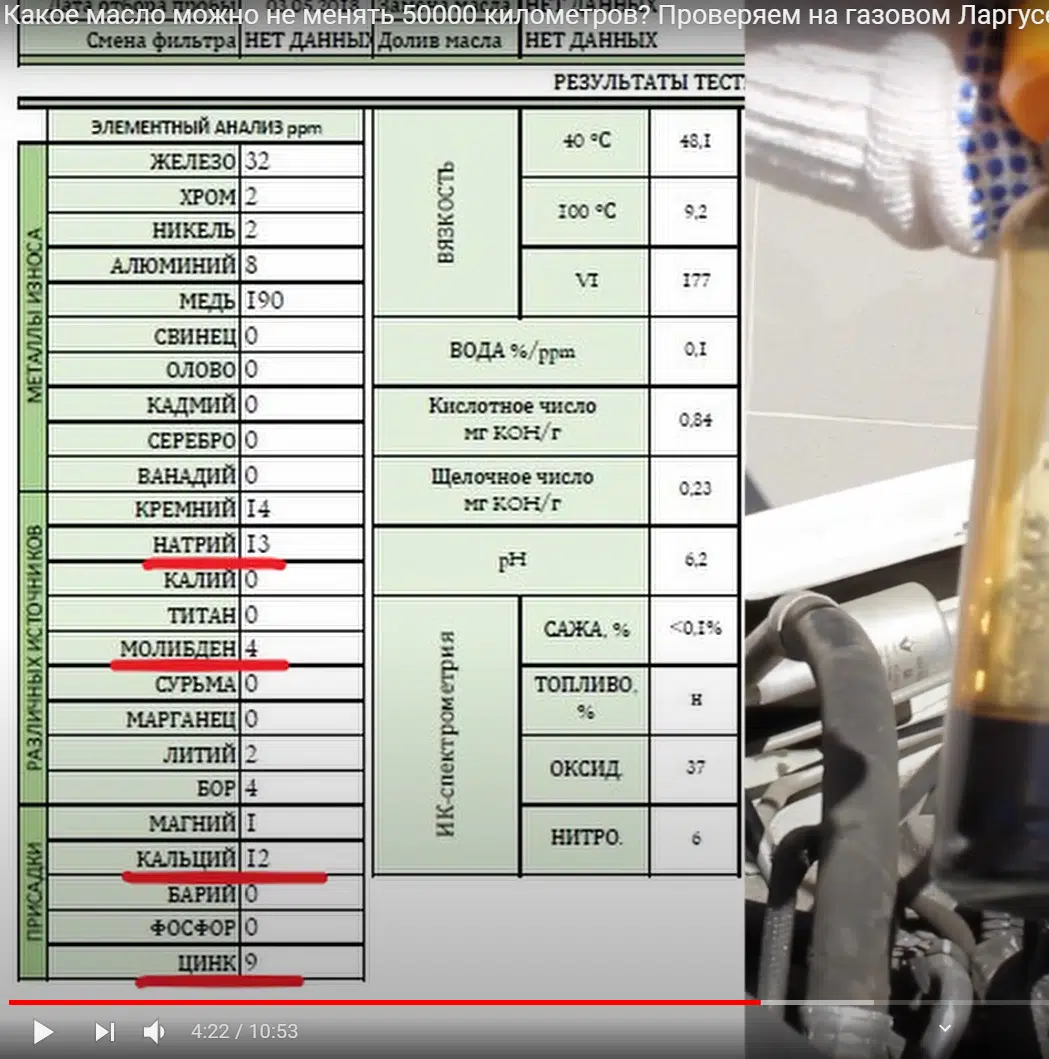 Какое масло можно не менять 50000 километров? Проверяем на газовом Ларгусе
Смена фильтра НЕТ ДАННЫХ Долив масла НЕТ ДАННЫХ
РЕЗУЛЬТАТЫ ТЕСТ
ЭЛЕМЕНТНЫЙ АНАЛИЗ ppm
МЕТАЛЛЫ ИЗНОСА
ЖЕЛЕЗО 32
ХРОМ 2
НИКЕЛЬ 2
АЛЮМИНИЙ 8
МЕДЬ 190
СВИНЕЦ 0
ОЛОВО 0
КАДМИЙ 0
СЕРЕБРО 0
ВАНАДИЙ 0
РАЗЛИЧНЫХ ИСТОЧНИКОВ
КРЕМНИЙ 14
НАТРИЙ 13
КАЛИЙ 0
ТИТАН 0
МОЛИБДЕН 4
СУРЬМА 0
МАРГАНЕЦ 0
ЛИТИЙ 2
БОР 4
ПРИСАДКИ
МАГНИЙ 1
КАЛЬЦИЙ 12
БАРИЙ 0
ФОСФОР 0
ЦИНК 9
ВЯЗКОСТЬ
40 °C 48,1
100 °C 9,2
VI 177
ВОДА %/ppm 0,1
Кислотное число
мг КОН/г 0,84
Щелочное число
мг КОН/г 0,23
pH 6,2
ИК-спектрометрия
САЖА, % <0,1%
ТОПЛИВО,
% н
ОКСИД. 37
НИТРО. 6
4:22 / 10:53